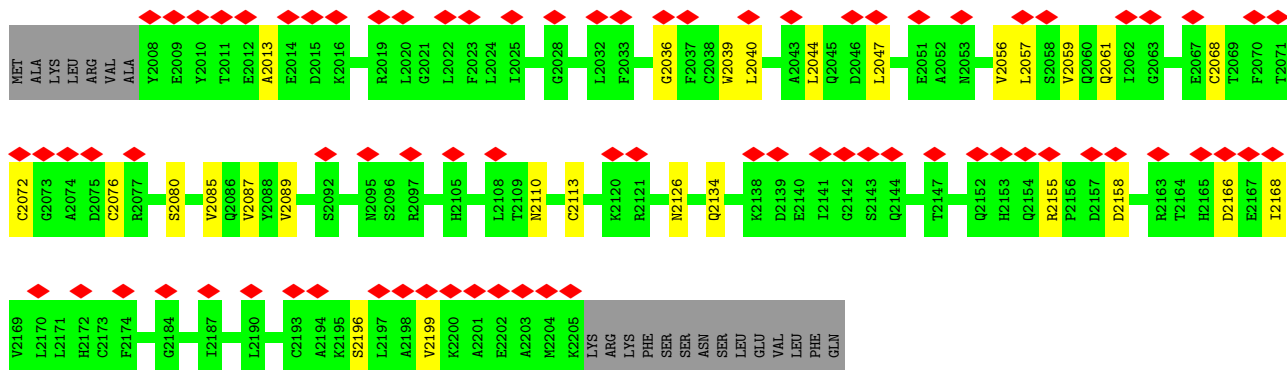 MET ALA LYS LEU ARG VAL ALA Y2008 E2009 Y2010 T2011 E2012 A2013 E2014 D2015 K2016 R2019 L2020 G2021 L2022 F2023 L2024 I2025 G2028 L2032 F2033 G2036 F2037 C2038 W2039 L2040 A2043 L2044 Q2045 D2046 L2047 E2051 A2052 N2053 V2056 L2057 S2058 V2059 Q2060 Q2061 I2062 G2063 E2067 C2068 T2069 F2070 I2071
C2072 G2073 A2074 D2075 C2076 R2077 S2080 V2085 Q2086 V2087 Y2088 V2089 S2092 N2095 S2096 R2097 H2105 L2108 T2109 N2110 C2113 K2120 R2121 N2126 Q2134 K2138 D2139 E2140 I2141 G2142 S2143 Q2144 T2147 Q2152 H2153 Q2154 R2155 P2156 D2157 D2158 R2163 T2164 H2165 D2166 E2167 I2168
V2169 L2170 L2171 H2172 C2173 F2174 G2184 I2187 L2190 C2193 A2194 K2195 S2196 L2197 A2198 V2199 K2200 A2201 E2202 A2203 M2204 K2205 LYS ARG LYS PHE SER SER ASN SER LEU GLU VAL LEU PHE GLN